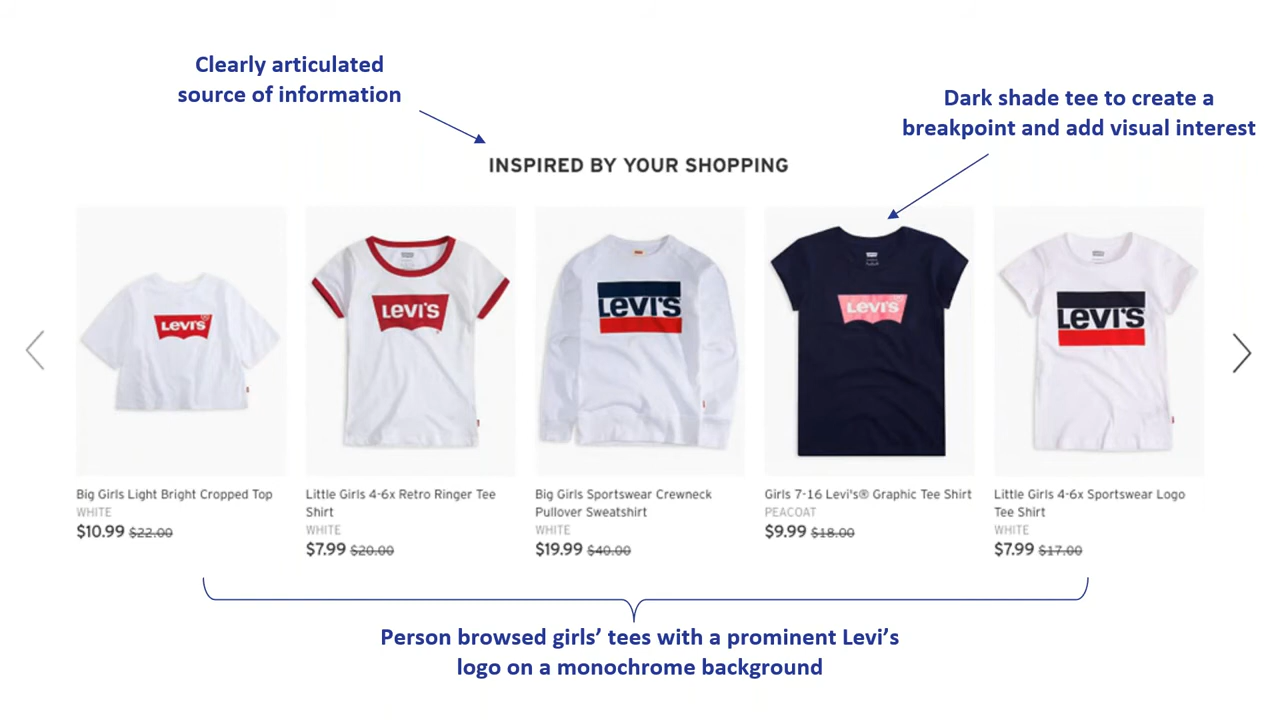 Clearly articulated
source of information
Dark shade tee to create a
breakpoint and add visual interest
INSPIRED BY YOUR SHOPPING
Levi's
Levi's
Levi's
Levi's
Levi's
Big Girls Light Bright Cropped Top
WHITE
$10.99 $22.00
Little Girls 4-6x Retro Ringer Tee
Shirt
WHITE
$7.99 $20.00
Big Girls Sportswear Crewneck
Pullover Sweatshirt
WHITE
$19.99 $40.00
Girls 7-16 Levi's® Graphic Tee Shirt
PEACOAT
$9.99 $18.00
Little Girls 4-6x Sportswear Logo
Tee Shirt
WHITE
$7.99 $17.00
Person browsed girls’ tees with a prominent Levi’s
logo on a monochrome background